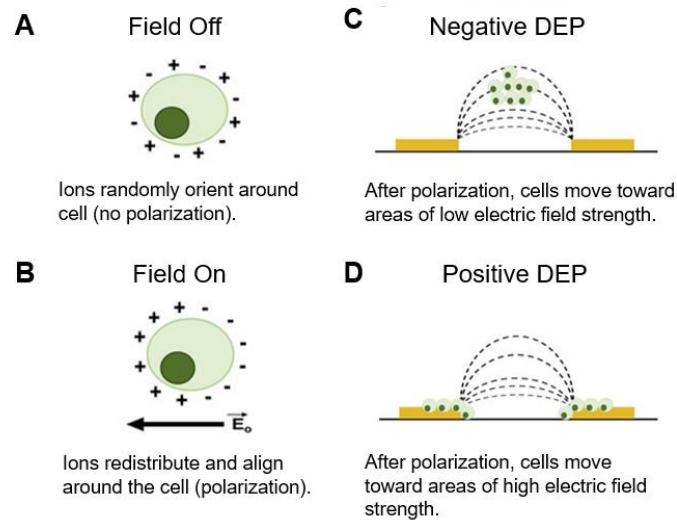 A
Field Off
Ions randomly orient around
cell (no polarization).
B
Field On
E₀
Ions redistribute and align
around the cell (polarization).
C
Negative DEP
After polarization, cells move toward
areas of low electric field strength.
D
Positive DEP
After polarization, cells move
toward areas of high electric field
strength.